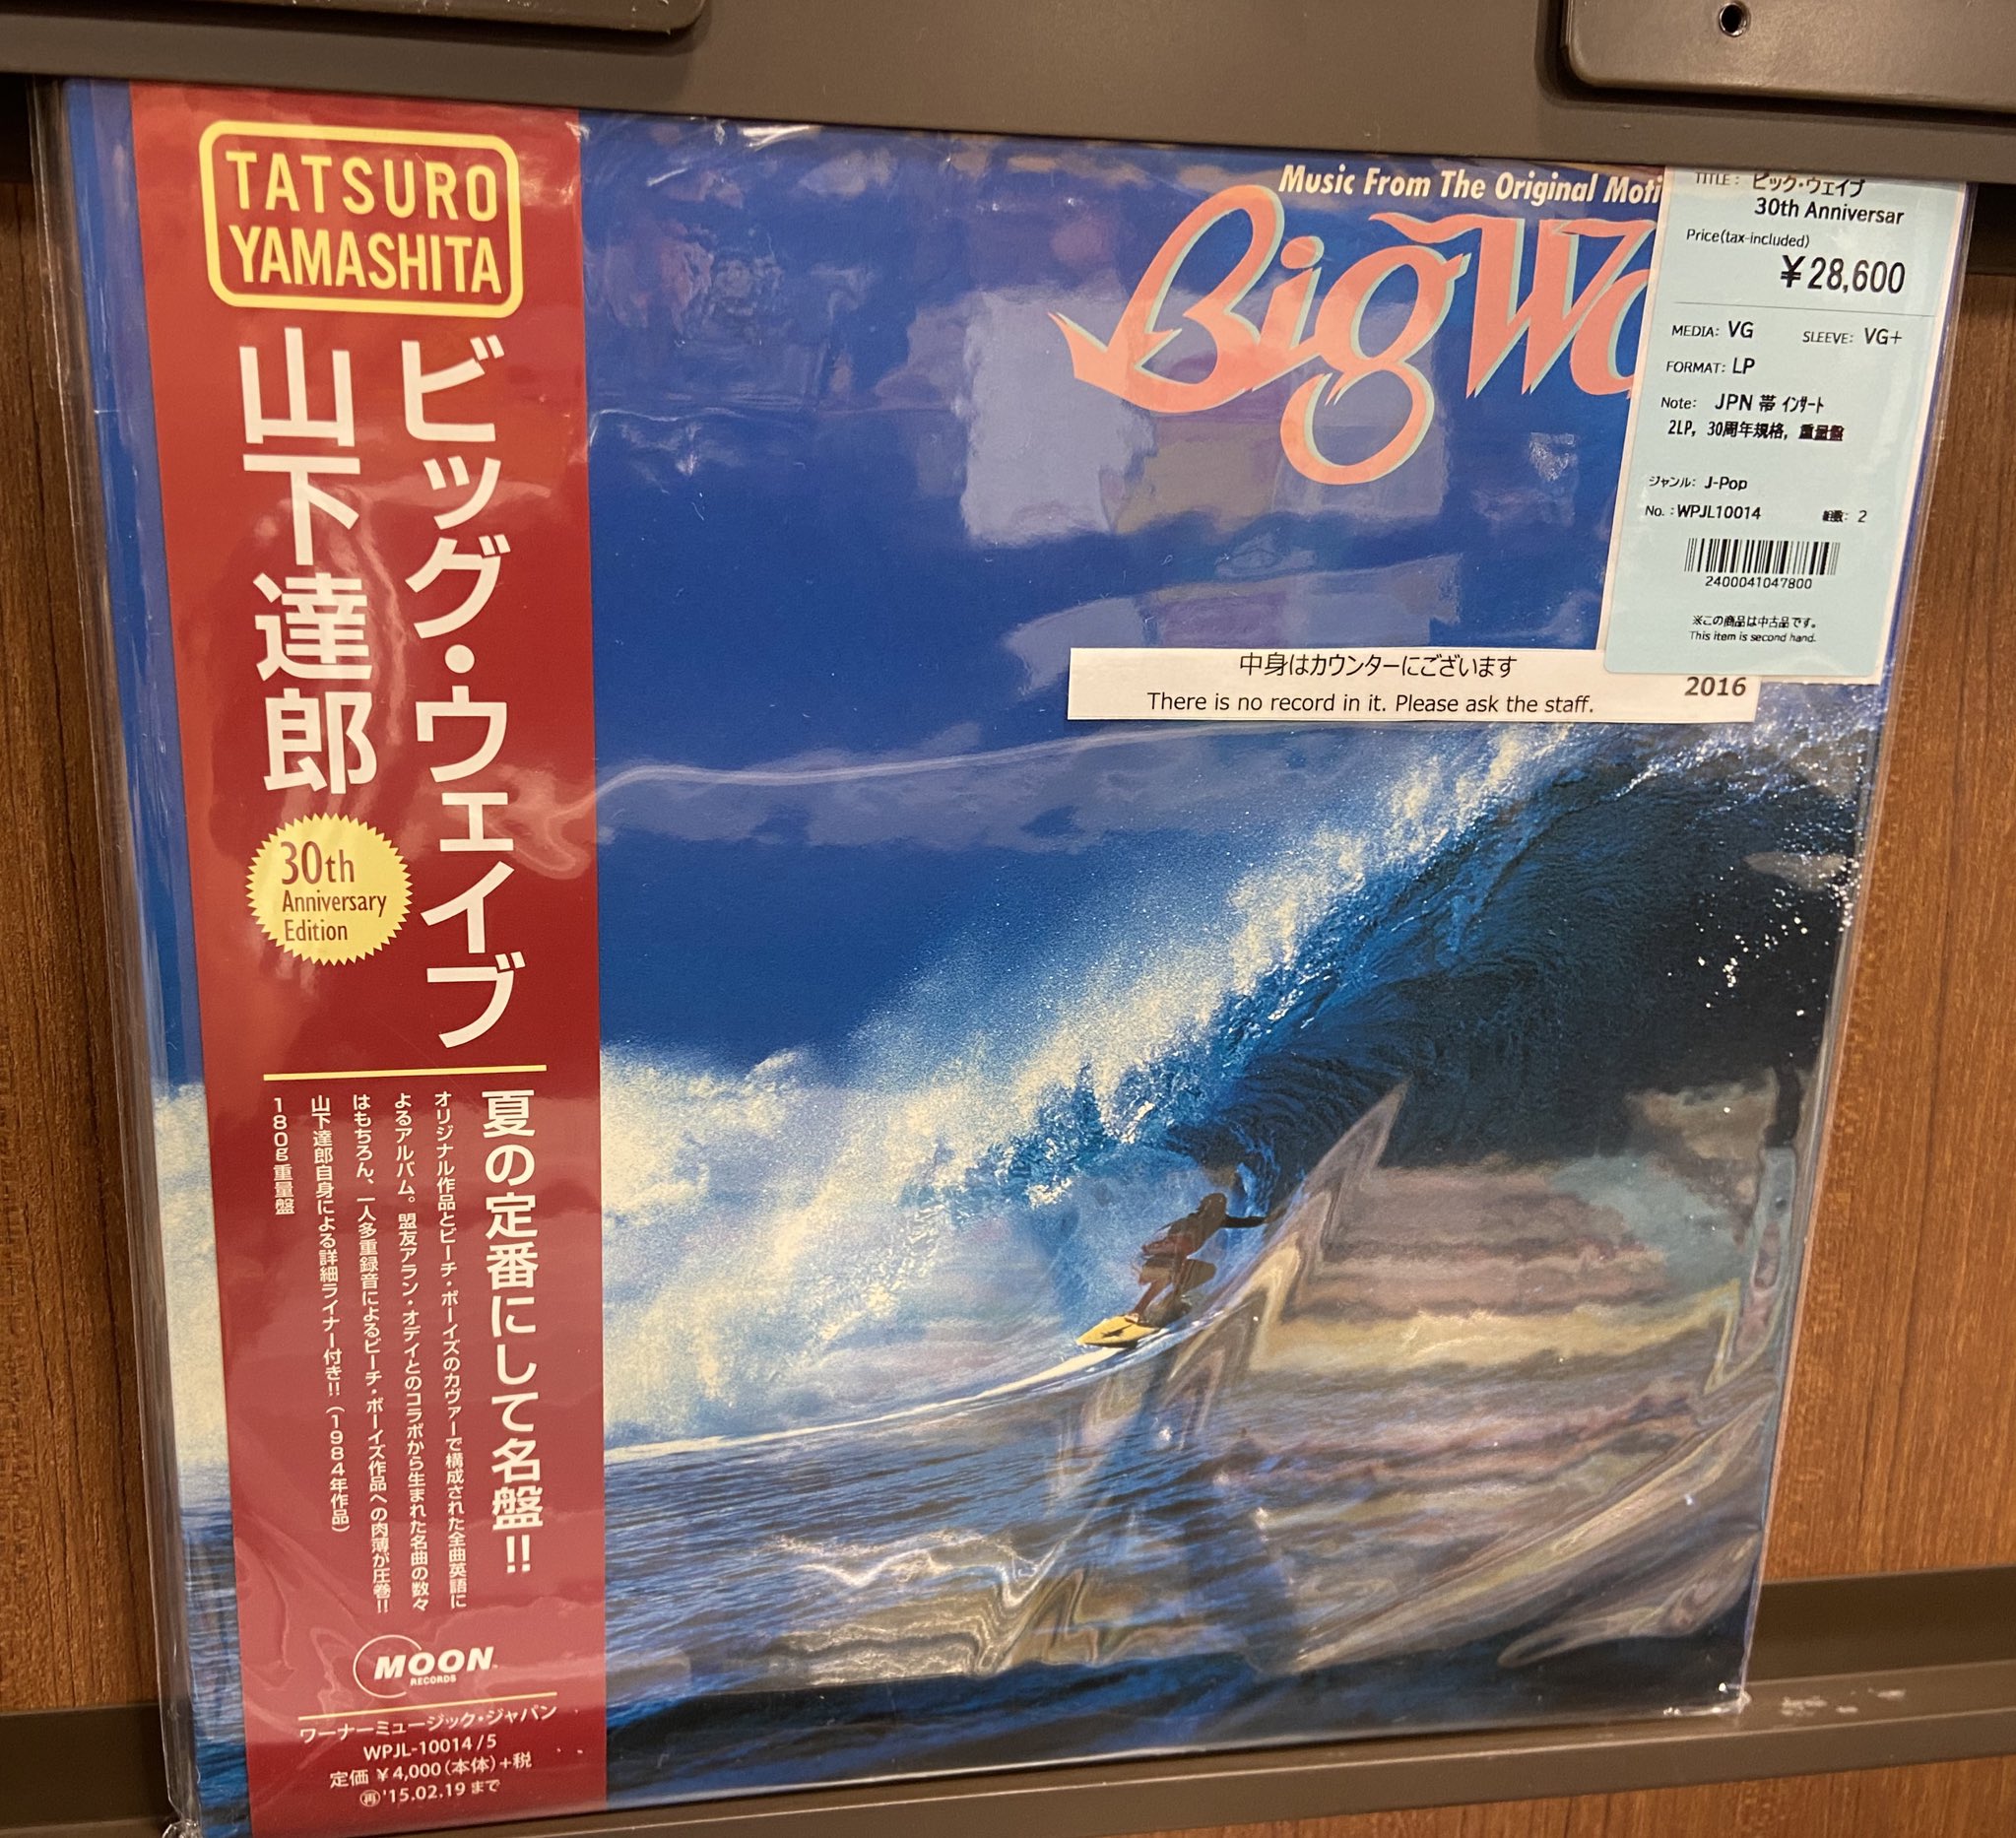 TATSURO
YAMASHITA
ビッグ・ウェイブ
山下達郎
30th
Anniversary
Edition
夏の定番にして名盤!!
オリジナル作品とビーチ・ボーイズのカヴァーで構成された全曲英語に
よるアルバム。盟友アラン・オデイとのコラボから生まれた名曲の数々
はもちろん、一人多重録音によるビーチ・ボーイズ作品への肉薄が圧巻!!
山下達郎自身による詳細ライナー付き!!(1984年作品)
180g重量盤
MOON
RECORDS
ワーナーミュージック・ジャパン
WPJL-10014/5
定価 ¥4,000(本体)+税
再'15.02.19まで
Music From The Original Moti
Big Wa
TITLE: ビック・ウェイブ
30th Anniversar
Price(tax-included)
¥28,600
MEDIA: VG SLEEVE: VG+
FORMAT: LP
Note: JPN 帯 インサート
2LP, 30周年規格, 重量盤
ジャンル: J-Pop
No.:WPJL10014 組数: 2
2400041047800
※この商品は中古品です。
This item is second hand.
中身はカウンターにございます
There is no record in it. Please ask the staff.
2016